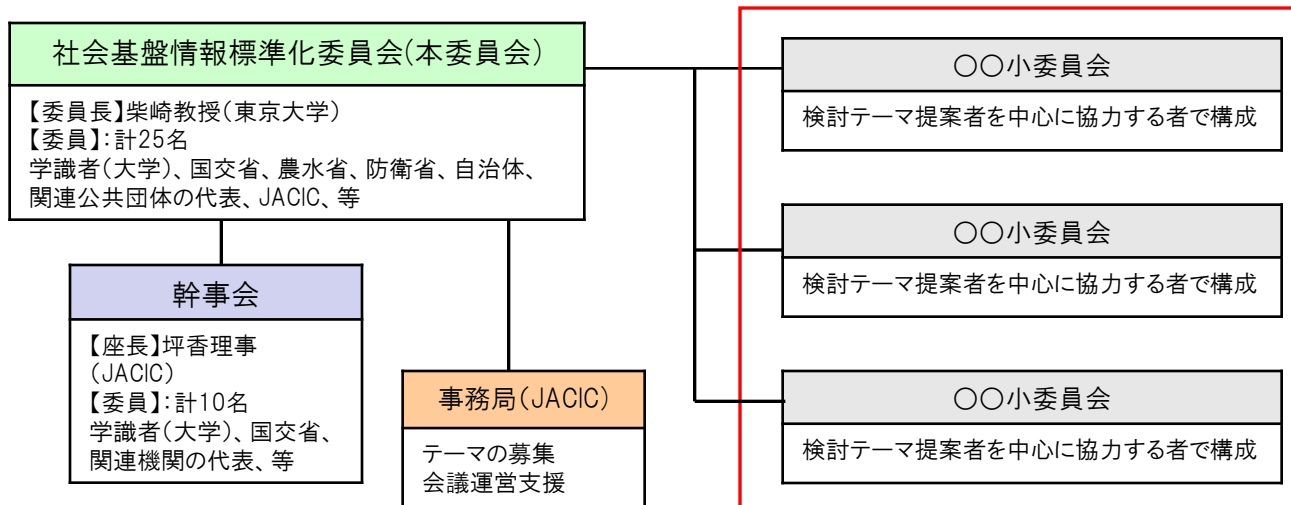 社会基盤情報標準化委員会(本委員会)
【委員長】柴崎教授(東京大学)
【委員】:計25名
学識者(大学)、国交省、農水省、防衛省、自治体、
関連公共団体の代表、JACIC、等
幹事会
【座長】坪香理事
(JACIC)
【委員】:計10名
学識者(大学)、国交省、
関連機関の代表、等
事務局(JACIC)
テーマの募集
会議運営支援
〇〇小委員会
検討テーマ提案者を中心に協力する者で構成
〇〇小委員会
検討テーマ提案者を中心に協力する者で構成
〇〇小委員会
検討テーマ提案者を中心に協力する者で構成